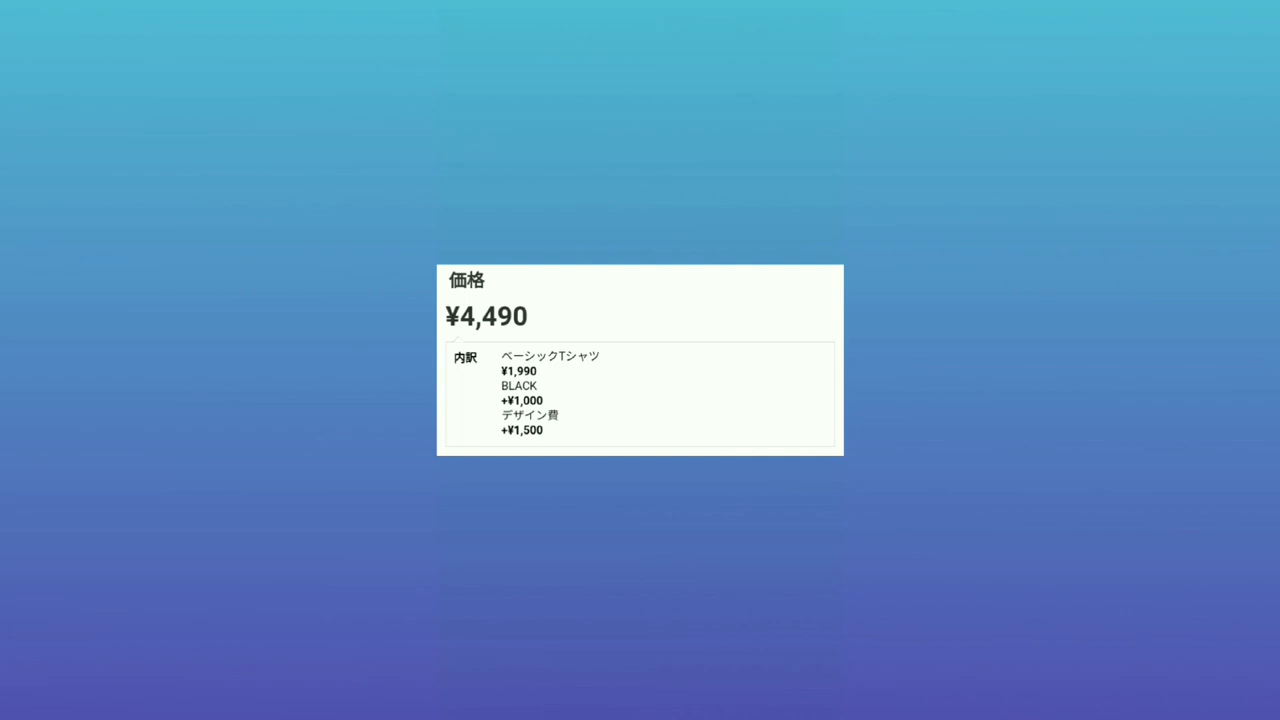 価格
¥4,490
内訳
ベーシックTシャツ
¥1,990
BLACK
+¥1,000
デザイン費
+¥1,500